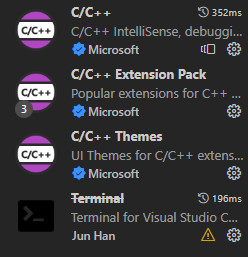 C/C++ 352ms
C/C++ IntelliSense, debuggi...
Microsoft
C/C++ Extension Pack
Popular extensions for C++ ...
3
Microsoft
C/C++ Themes
UI Themes for C/C++ extens...
Microsoft
Terminal 196ms
Terminal for Visual Studio C...
Jun Han
C/C++
C/C++
C/C++